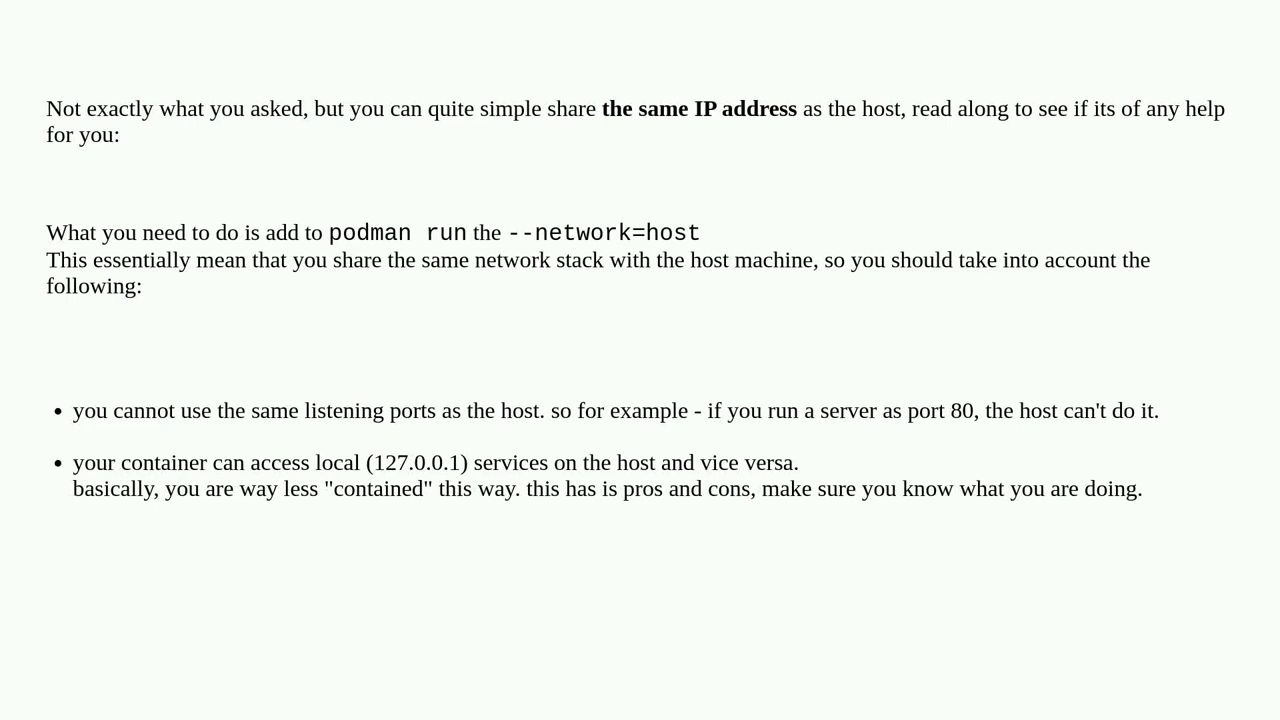 Not exactly what you asked, but you can quite simple share the same IP address as the host, read along to see if its of any help
for you:
What you need to do is add to podman run the --network=host
This essentially mean that you share the same network stack with the host machine, so you should take into account the
following:
• you cannot use the same listening ports as the host. so for example - if you run a server as port 80, the host can't do it.
• your container can access local (127.0.0.1) services on the host and vice versa.
basically, you are way less "contained" this way. this has is pros and cons, make sure you know what you are doing.